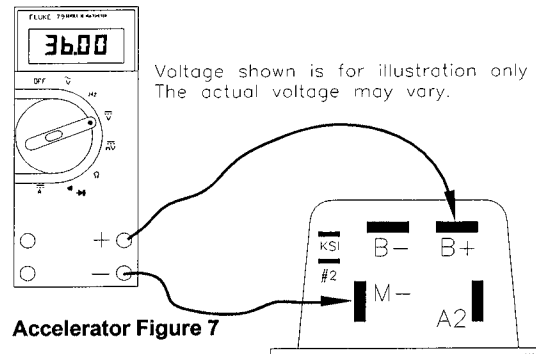 FLUKE 79
36.00
OFF
Hz
Voltage shown is for illustration only
The actual voltage may vary.
KSI
B-
B+
#2
M-
A2
Ω
A
+
-
Accelerator Figure 7